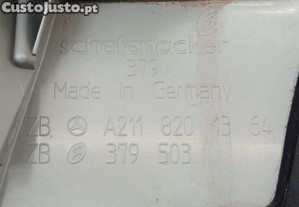 CustoJusto.pt
schefenacker
379
Made in Germany
ZB A211 820 13 64
ZB 379 503